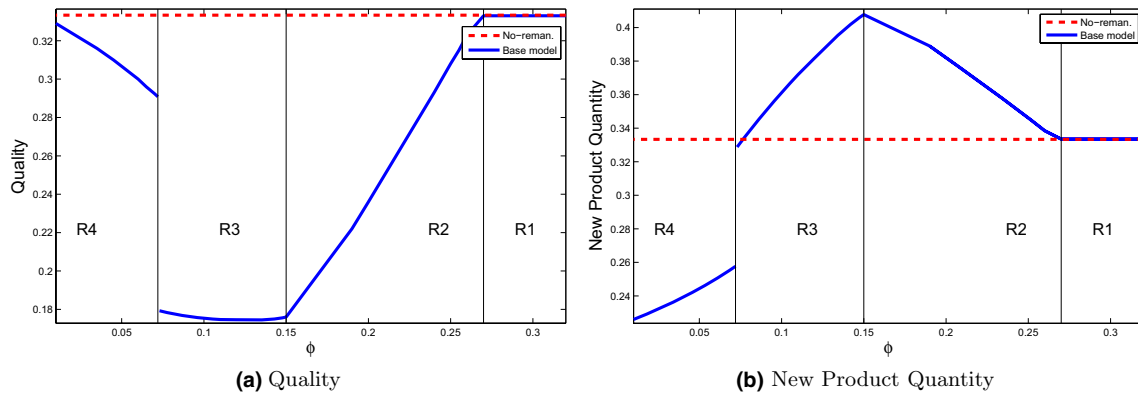 No-reman.
Base model
Quality
0.32
0.3
0.28
0.26
0.24
0.22
0.2
0.18
R4
R3
R2
R1
0.05
0.1
0.15
0.2
0.25
0.3
ϕ
(a) Quality
No-reman.
Base model
New Product Quantity
0.4
0.38
0.36
0.34
0.32
0.4
0.28
0.26
0.24
R4
R3
R2
R1
0.05
0.1
0.15
0.2
0.25
0.3
ϕ
(b) New Product Quantity